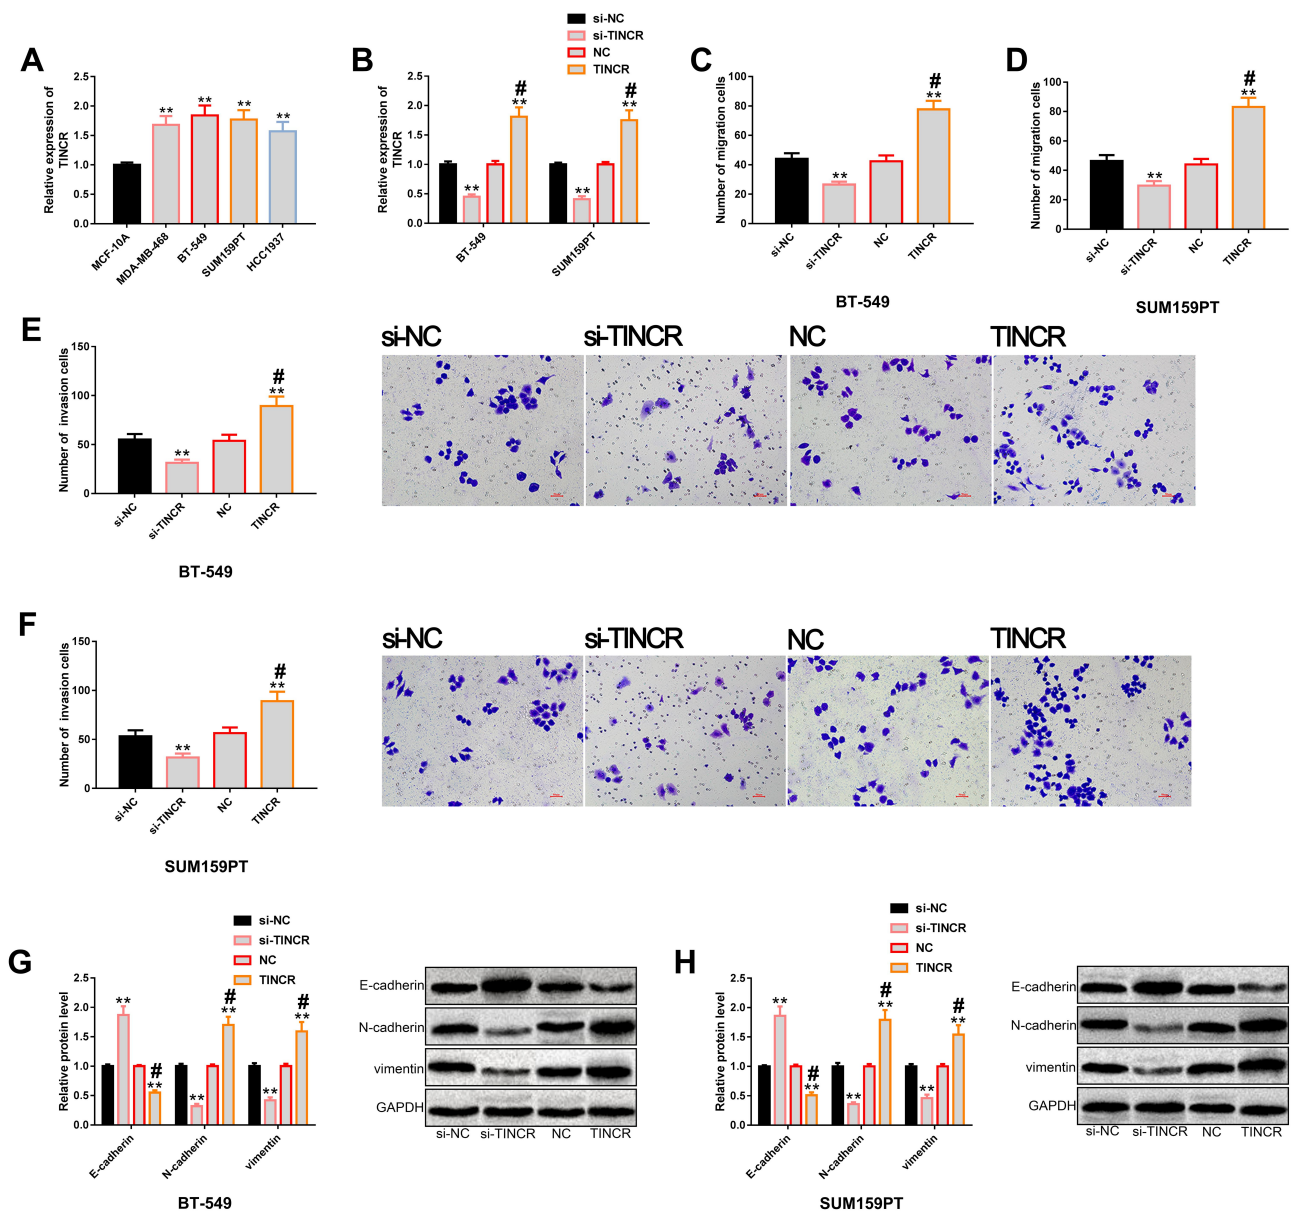 A
Relative expression of
TINCR
2.5
2.0
1.5
1.0
0.5
0.0
**
**
**
**
MCF-10A
MDA-MB-468
BT-549
SUM159PT
HCC1937
B
si-NC
si-TINCR
NC
TINCR
Relative expression of
TINCR
2.5
2.0
1.5
1.0
0.5
0.0
**
#
**
**
#
**
BT-549
SUM159PT
C
Number of migration cells
100
80
60
40
20
0
**
#
**
si-NC
si-TINCR
NC
TINCR
BT-549
D
Number of migration cells
100
80
60
40
20
0
**
#
**
si-NC
si-TINCR
NC
TINCR
SUM159PT
E
Number of invasion cells
150
100
50
0
**
#
**
si-NC
si-TINCR
NC
TINCR
BT-549
si-NC
si-TINCR
NC
TINCR
F
Number of invasion cells
150
100
50
0
**
#
**
si-NC
si-TINCR
NC
TINCR
SUM159PT
si-NC
si-TINCR
NC
TINCR
G
si-NC
si-TINCR
NC
TINCR
Relative protein level
2.5
2.0
1.5
1.0
0.5
0.0
**
#
**
**
#
**
**
#
**
E-cadherin
N-cadherin
vimentin
BT-549
E-cadherin
N-cadherin
vimentin
GAPDH
si-NC
si-TINCR
NC
TINCR
H
si-NC
si-TINCR
NC
TINCR
Relative protein level
2.5
2.0
1.5
1.0
0.5
0.0
**
#
**
**
#
**
**
#
**
E-cadherin
N-cadherin
vimentin
SUM159PT
E-cadherin
N-cadherin
vimentin
GAPDH
si-NC
si-TINCR
NC
TINCR